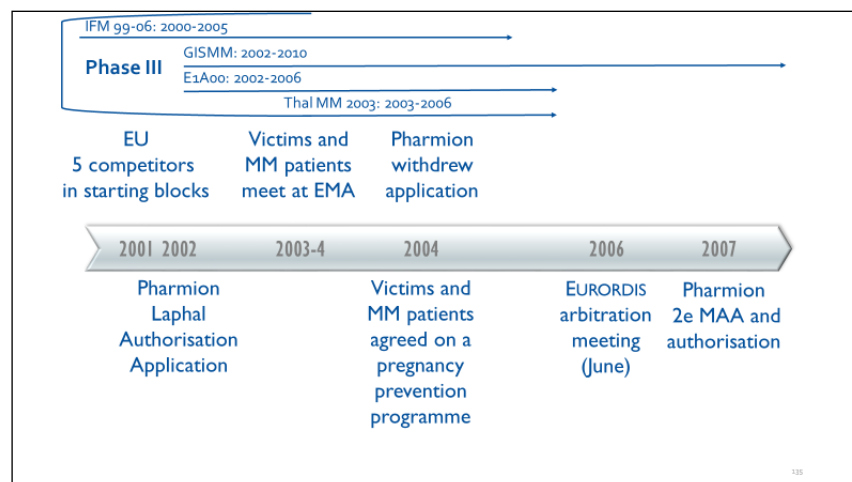 IFM 99-06: 2000-2005
GISMM: 2002-2010
Phase III
E1A00: 2002-2006
Thal MM 2003: 2003-2006
EU
5 competitors
in starting blocks
Victims and
MM patients
meet at EMA
Pharmion
withdrew
application
2001 2002
2003-4
2004
2006
2007
Pharmion
Laphal
Authorisation
Application
Victims and
MM patients
agreed on a
pregnancy
prevention
programme
EURORDIS
arbitration
meeting
(June)
Pharmion
2e MAA and
authorisation
135